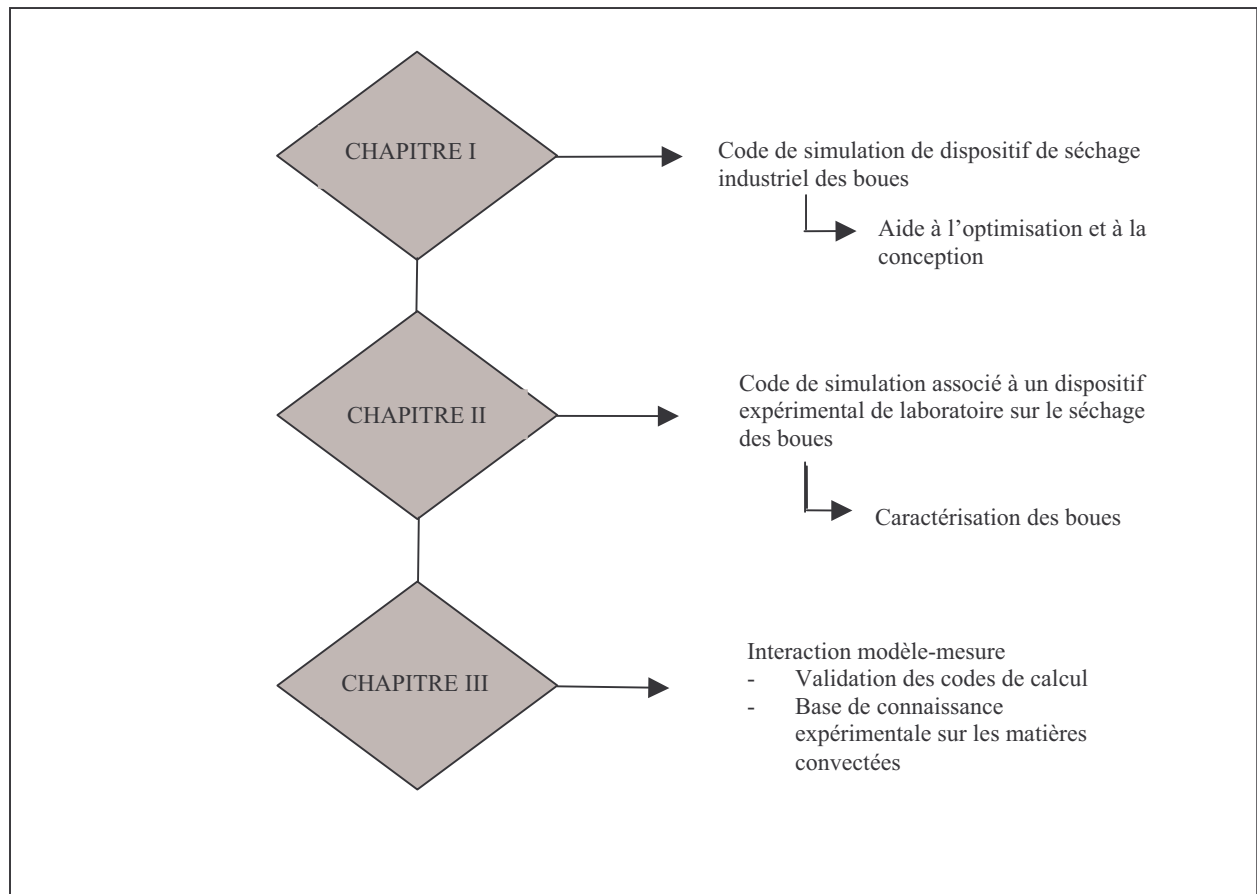 CHAPITRE I
Code de simulation de dispositif de séchage
industriel des boues
Aide à l’optimisation et à la
conception
CHAPITRE II
Code de simulation associé à un dispositif
expérimental de laboratoire sur le séchage
des boues
Caractérisation des boues
CHAPITRE III
Interaction modèle-mesure
- Validation des codes de calcul
- Base de connaissance
expérimentale sur les matières
convectées